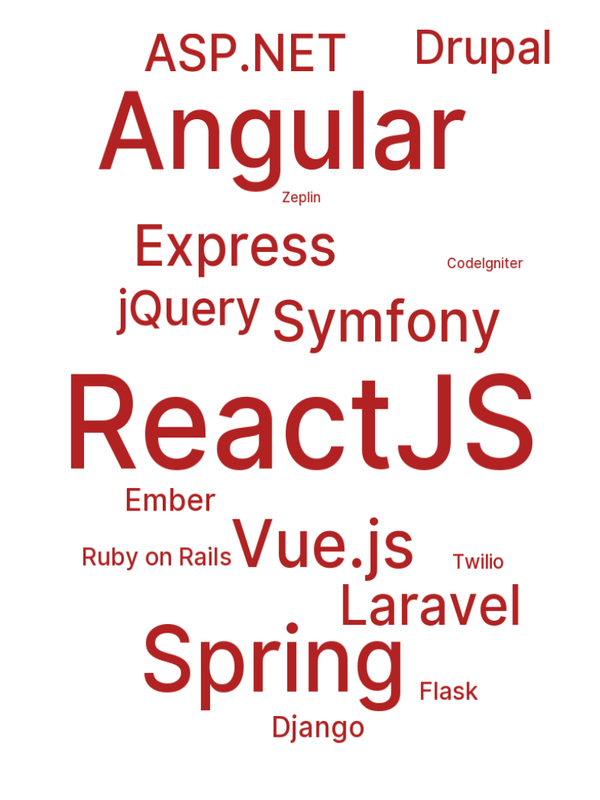 ASP.NET
Drupal
Angular
Zeplin
Express
CodeIgniter
jQuery
Symfony
ReactJS
Ember
Vue.js
Ruby on Rails
Twilio
Laravel
Spring
Flask
Django